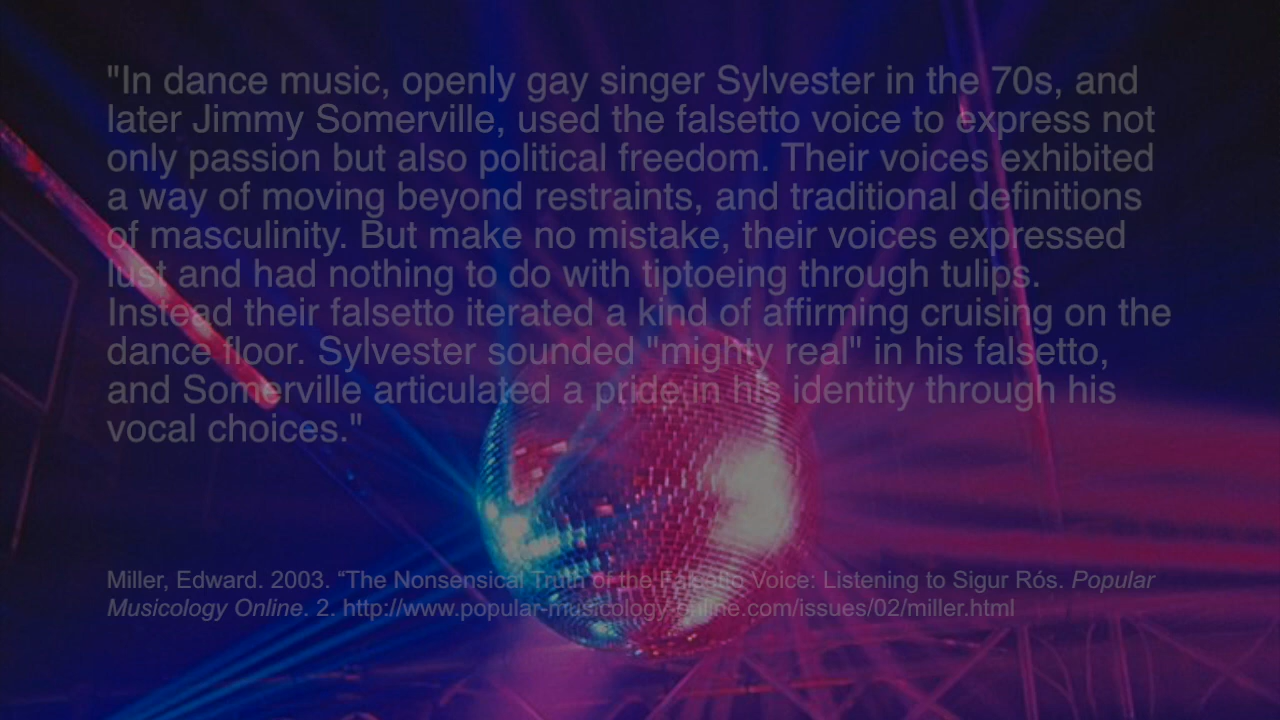 "In dance music, openly gay singer Sylvester in the 70s, and
later Jimmy Somerville, used the falsetto voice to express not
only passion but also political freedom. Their voices exhibited
a way of moving beyond restraints, and traditional definitions
of masculinity. But make no mistake, their voices expressed
lust and had nothing to do with tiptoeing through tulips.
Instead their falsetto iterated a kind of affirming cruising on the
dance floor. Sylvester sounded "mighty real" in his falsetto,
and Somerville articulated a pride in his identity through his
vocal choices."
Miller, Edward. 2003. “The Nonsensical Truth of the Falsetto Voice: Listening to Sigur Rós. Popular
Musicology Online. 2. http://www.popular-musicology-online.com/issues/02/miller.html